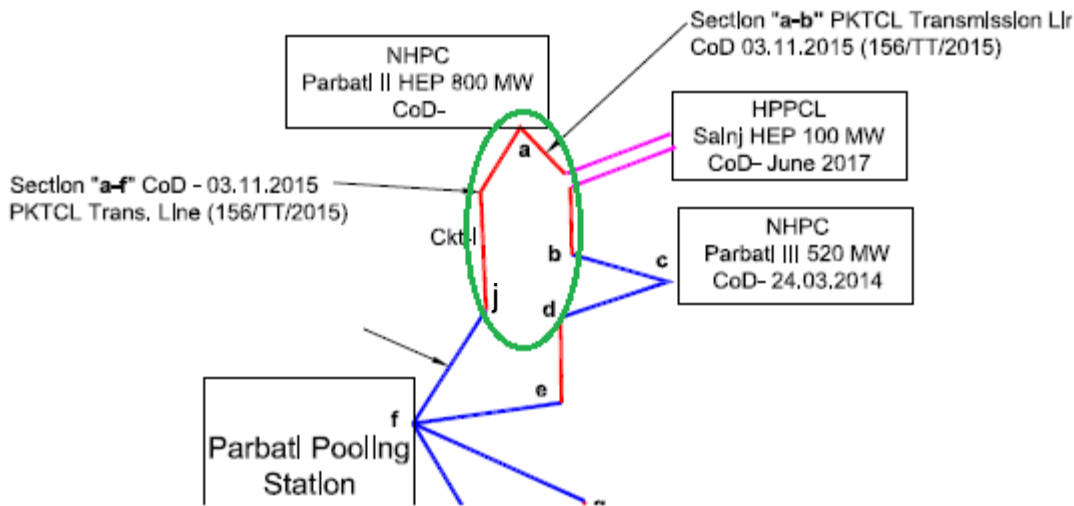 Section "a-b" PKTCL Transmission Lir
CoD 03.11.2015 (156/TT/2015)
NHPC
Parbati II HEP 800 MW
CoD-
a
HPPCL
Sainj HEP 100 MW
CoD- June 2017
Section "a-f" CoD - 03.11.2015
PKTCL Trans. Line (156/TT/2015)
Ckt-I
b
c
NHPC
Parbati III 520 MW
CoD- 24.03.2014
j
d
e
f
Parbati Pooling
Station